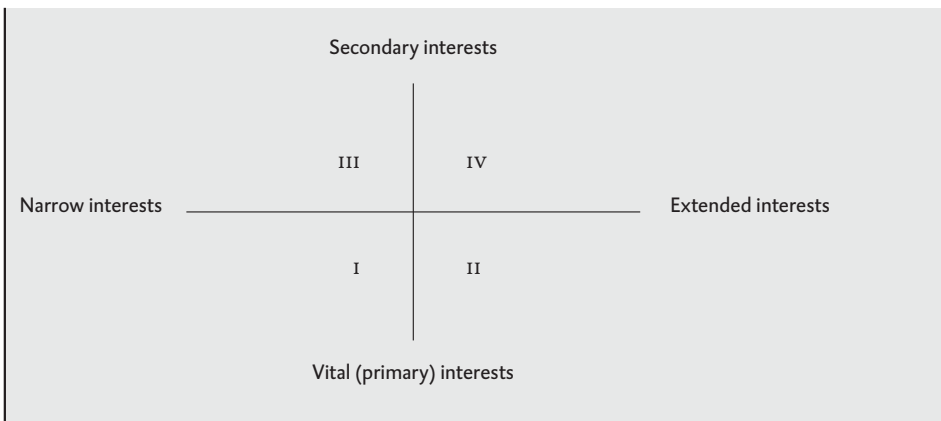 Secondary interests
III IV
Narrow interests Extended interests
I II
Vital (primary) interests